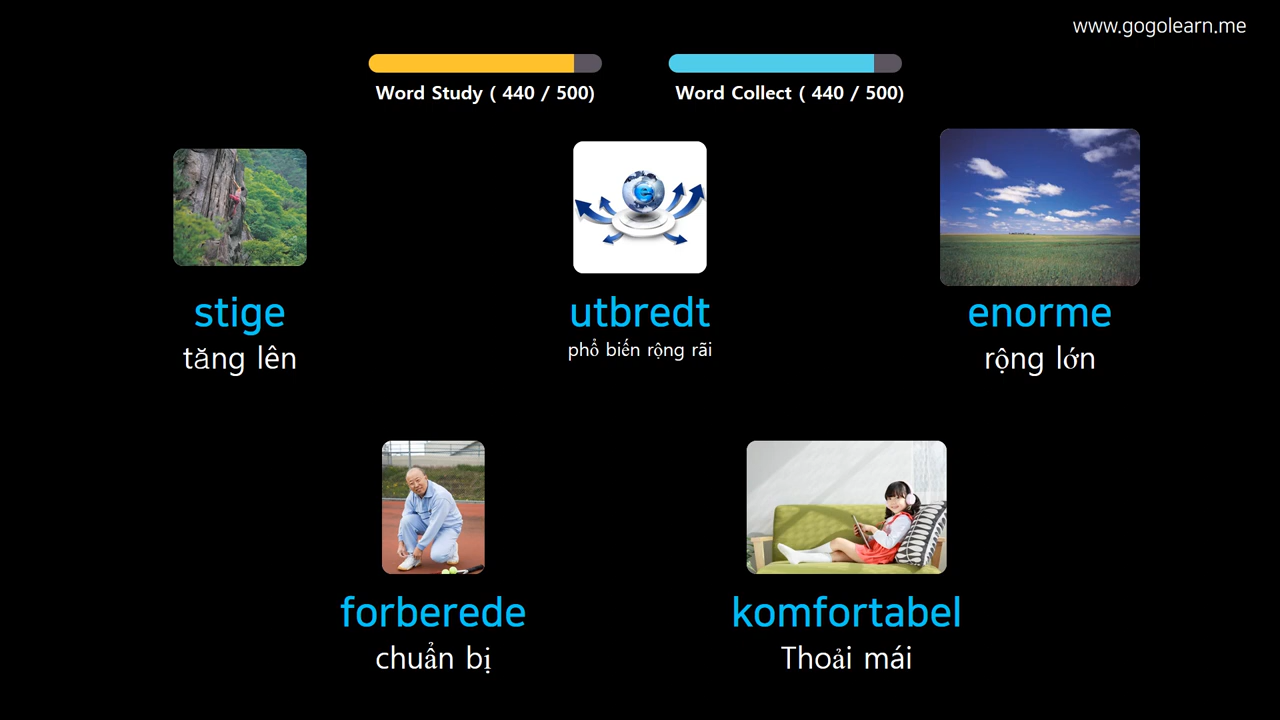 www.gogolearn.me
Word Study ( 440 / 500)
Word Collect ( 440 / 500)
stige
tăng lên
utbredt
phổ biến rộng rãi
enorme
rộng lớn
forberede
chuẩn bị
komfortabel
Thoải mái